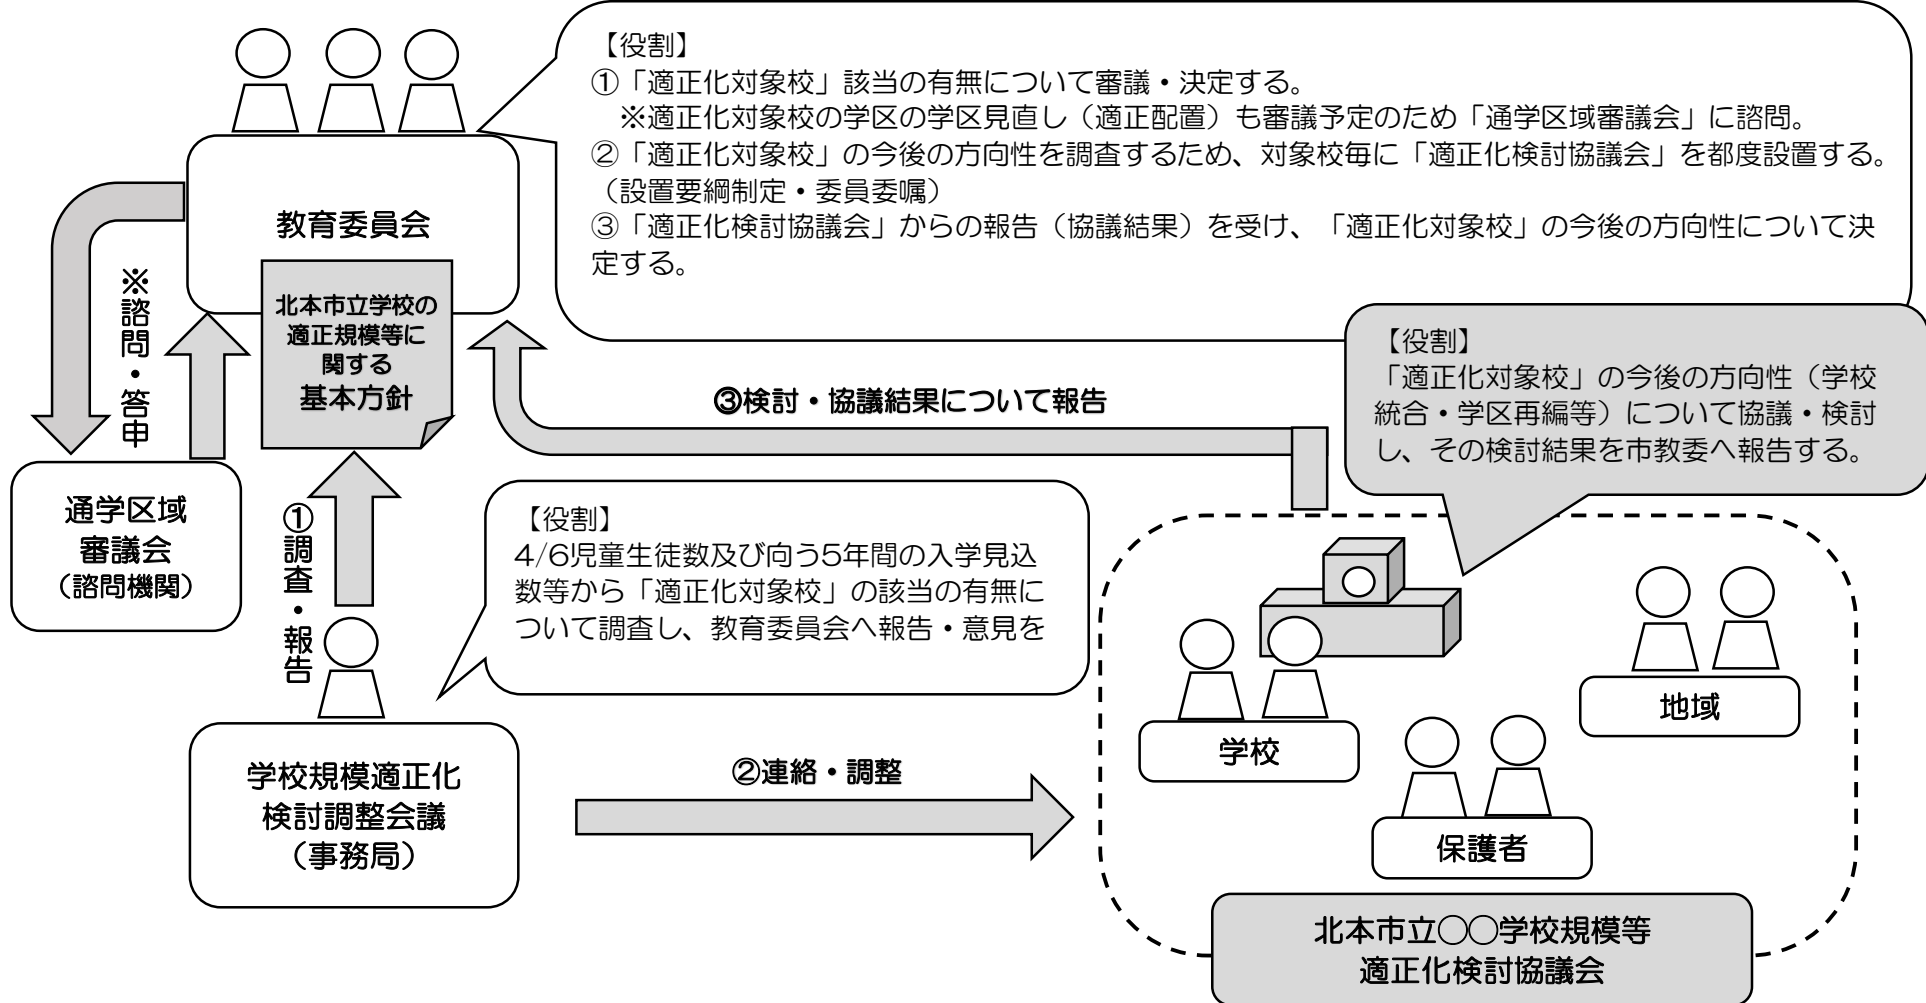 【役割】
①「適正化対象校」該当の有無について審議・決定する。
※適正化対象校の学区の学区見直し（適正配置）も審議予定のため「通学区域審議会」に諮問。
②「適正化対象校」の今後の方向性を調査するため、対象校毎に「適正化検討協議会」を都度設置する。
（設置要綱制定・委員委嘱）
③「適正化検討協議会」からの報告（協議結果）を受け、「適正化対象校」の今後の方向性について決
定する。
教育委員会
北本市立学校の
適正規模等に
関する
基本方針
※諮問・答申
③検討・協議結果について報告
【役割】
「適正化対象校」の今後の方向性（学校
統合・学区再編等）について協議・検討
し、その検討結果を市教委へ報告する。
通学区域
審議会
（諮問機関）
①調査・報告
【役割】
4/6児童生徒数及び向う5年間の入学見込
数等から「適正化対象校」の該当の有無に
ついて調査し、教育委員会へ報告・意見を
学校規模適正化
検討調整会議
（事務局）
②連絡・調整
学校
地域
保護者
北本市立○○学校規模等
適正化検討協議会